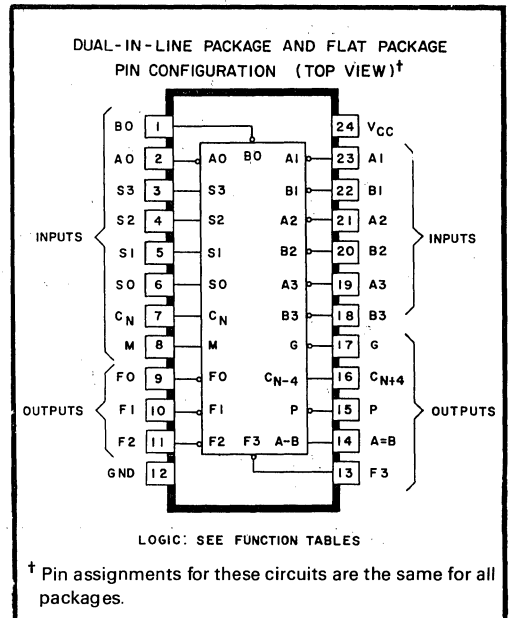 DUAL-IN-LINE PACKAGE AND FLAT PACKAGE
PIN CONFIGURATION (TOP VIEW)†
B0 1 24 VCC
A0 2 A0 B0 A1 23 A1
S3 3 S3 B1 22 B1
S2 4 S2 A2 21 A2
INPUTS INPUTS
S1 5 S1 B2 20 B2
S0 6 S0 A3 19 A3
CN 7 CN B3 18 B3
M 8 M G 17 G
F0 9 F0 CN-4 16 CN+4
OUTPUTS OUTPUTS
F1 10 F1 P 15 P
F2 11 F2 F3 A-B 14 A=B
GND 12 13 F3
LOGIC: SEE FUNCTION TABLES
† Pin assignments for these circuits are the same for all
packages.